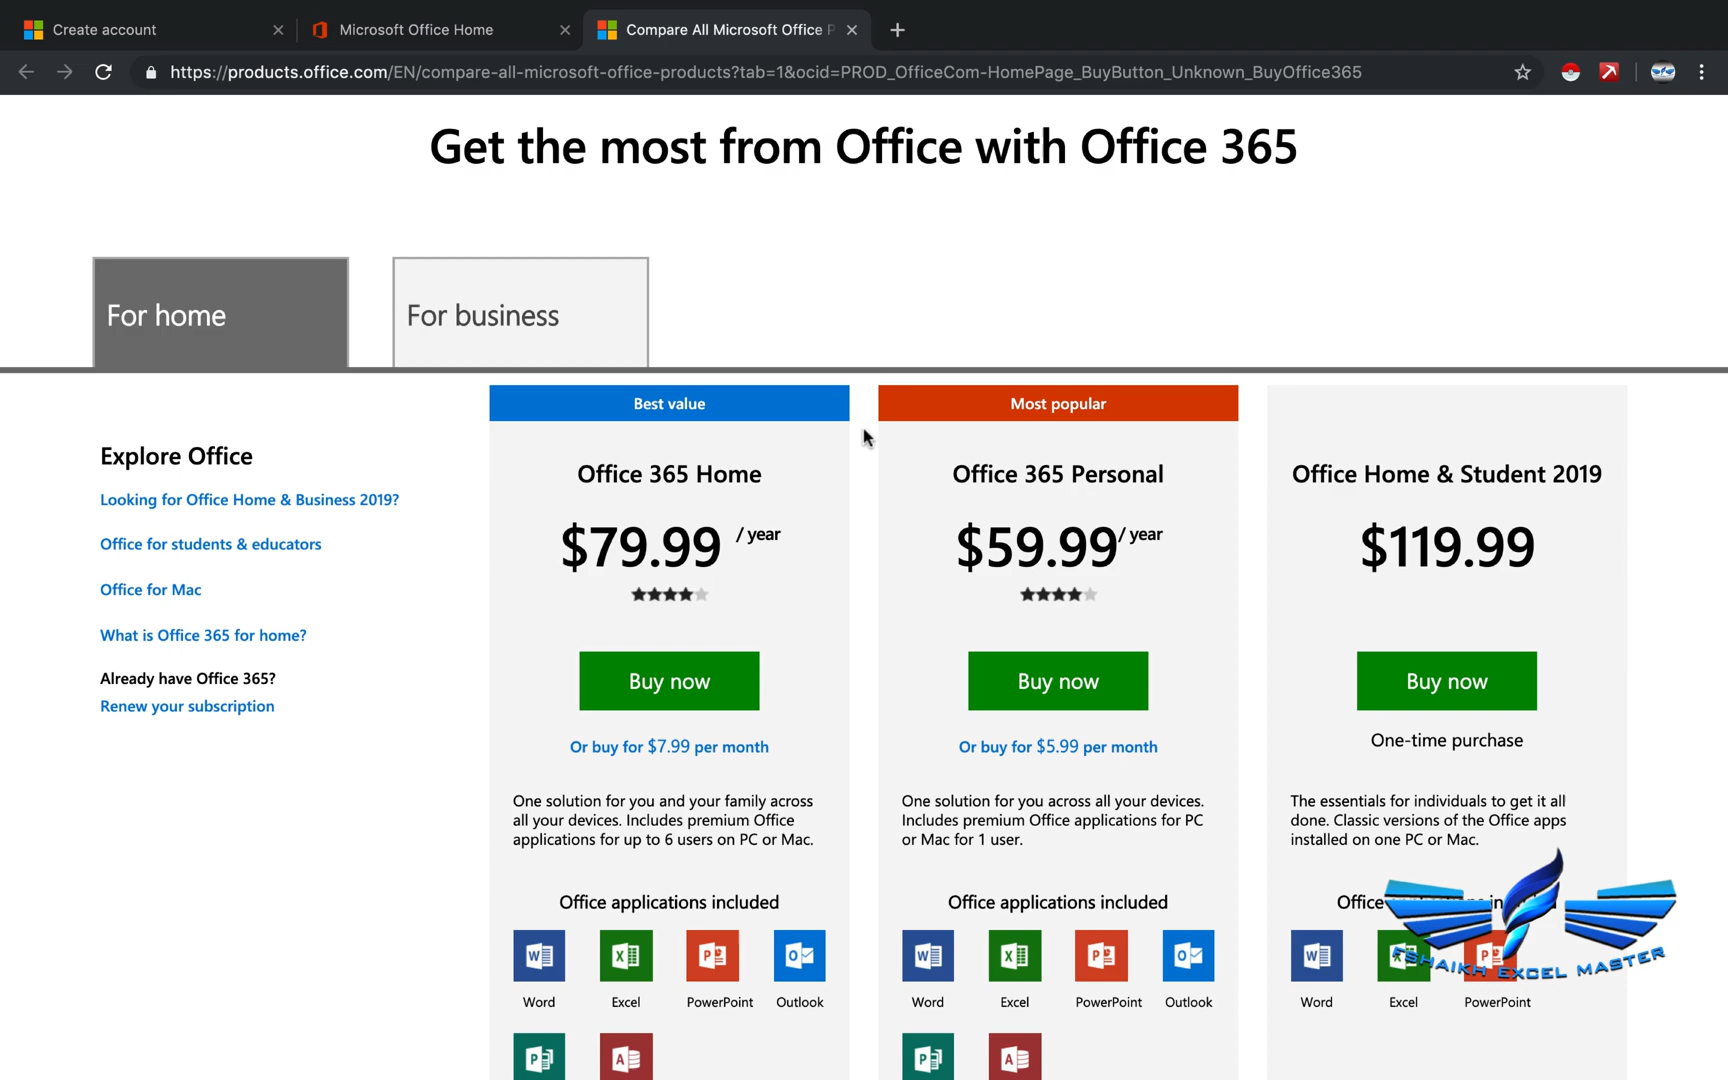 Create account
Microsoft Office Home
Compare All Microsoft Office P
https://products.office.com/EN/compare-all-microsoft-office-products?tab=1&ocid=PROD_OfficeCom-HomePage_BuyButton_Unknown_BuyOffice365
Get the most from Office with Office 365
For home
For business
Explore Office
Looking for Office Home & Business 2019?
Office for students & educators
Office for Mac
What is Office 365 for home?
Already have Office 365?
Renew your subscription
Best value
Office 365 Home
$79.99 / year
Buy now
Or buy for $7.99 per month
One solution for you and your family across
all your devices. Includes premium Office
applications for up to 6 users on PC or Mac.
Office applications included
Word
Excel
PowerPoint
Outlook
Most popular
Office 365 Personal
$59.99 / year
Buy now
Or buy for $5.99 per month
One solution for you across all your devices.
Includes premium Office applications for PC
or Mac for 1 user.
Office applications included
Word
Excel
PowerPoint
Outlook
Office Home & Student 2019
$119.99
Buy now
One-time purchase
The essentials for individuals to get it all
done. Classic versions of the Office apps
installed on one PC or Mac.
Word
Excel
PowerPoint
FSHAIKH EXCEL MASTER